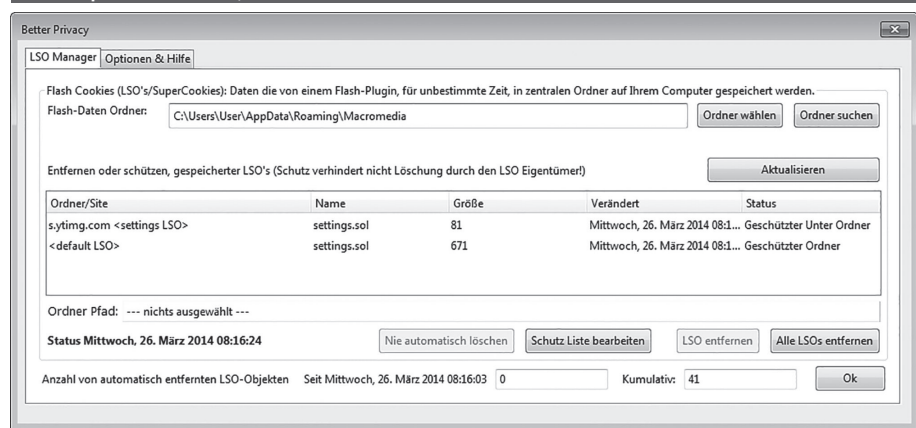 Better Privacy
LSO Manager Optionen & Hilfe
Flash Cookies (LSO's/SuperCookies): Daten die von einem Flash-Plugin, für unbestimmte Zeit, in zentralen Ordner auf Ihrem Computer gespeichert werden.
Flash-Daten Ordner: C:\Users\User\AppData\Roaming\Macromedia Ordner wählen Ordner suchen
Entfernen oder schützen, gespeicherter LSO's (Schutz verhindert nicht Löschung durch den LSO Eigentümer!) Aktualisieren
Ordner/Site Name Größe Verändert Status
s.ytimg.com <settings LSO> settings.sol 81 Mittwoch, 26. März 2014 08:1... Geschützter Unter Ordner
<default LSO> settings.sol 671 Mittwoch, 26. März 2014 08:1... Geschützter Ordner
Ordner Pfad: --- nichts ausgewählt ---
Status Mittwoch, 26. März 2014 08:16:24 Nie automatisch löschen Schutz Liste bearbeiten LSO entfernen Alle LSOs entfernen
Anzahl von automatisch entfernten LSO-Objekten Seit Mittwoch, 26. März 2014 08:16:03 0 Kumulativ: 41 Ok